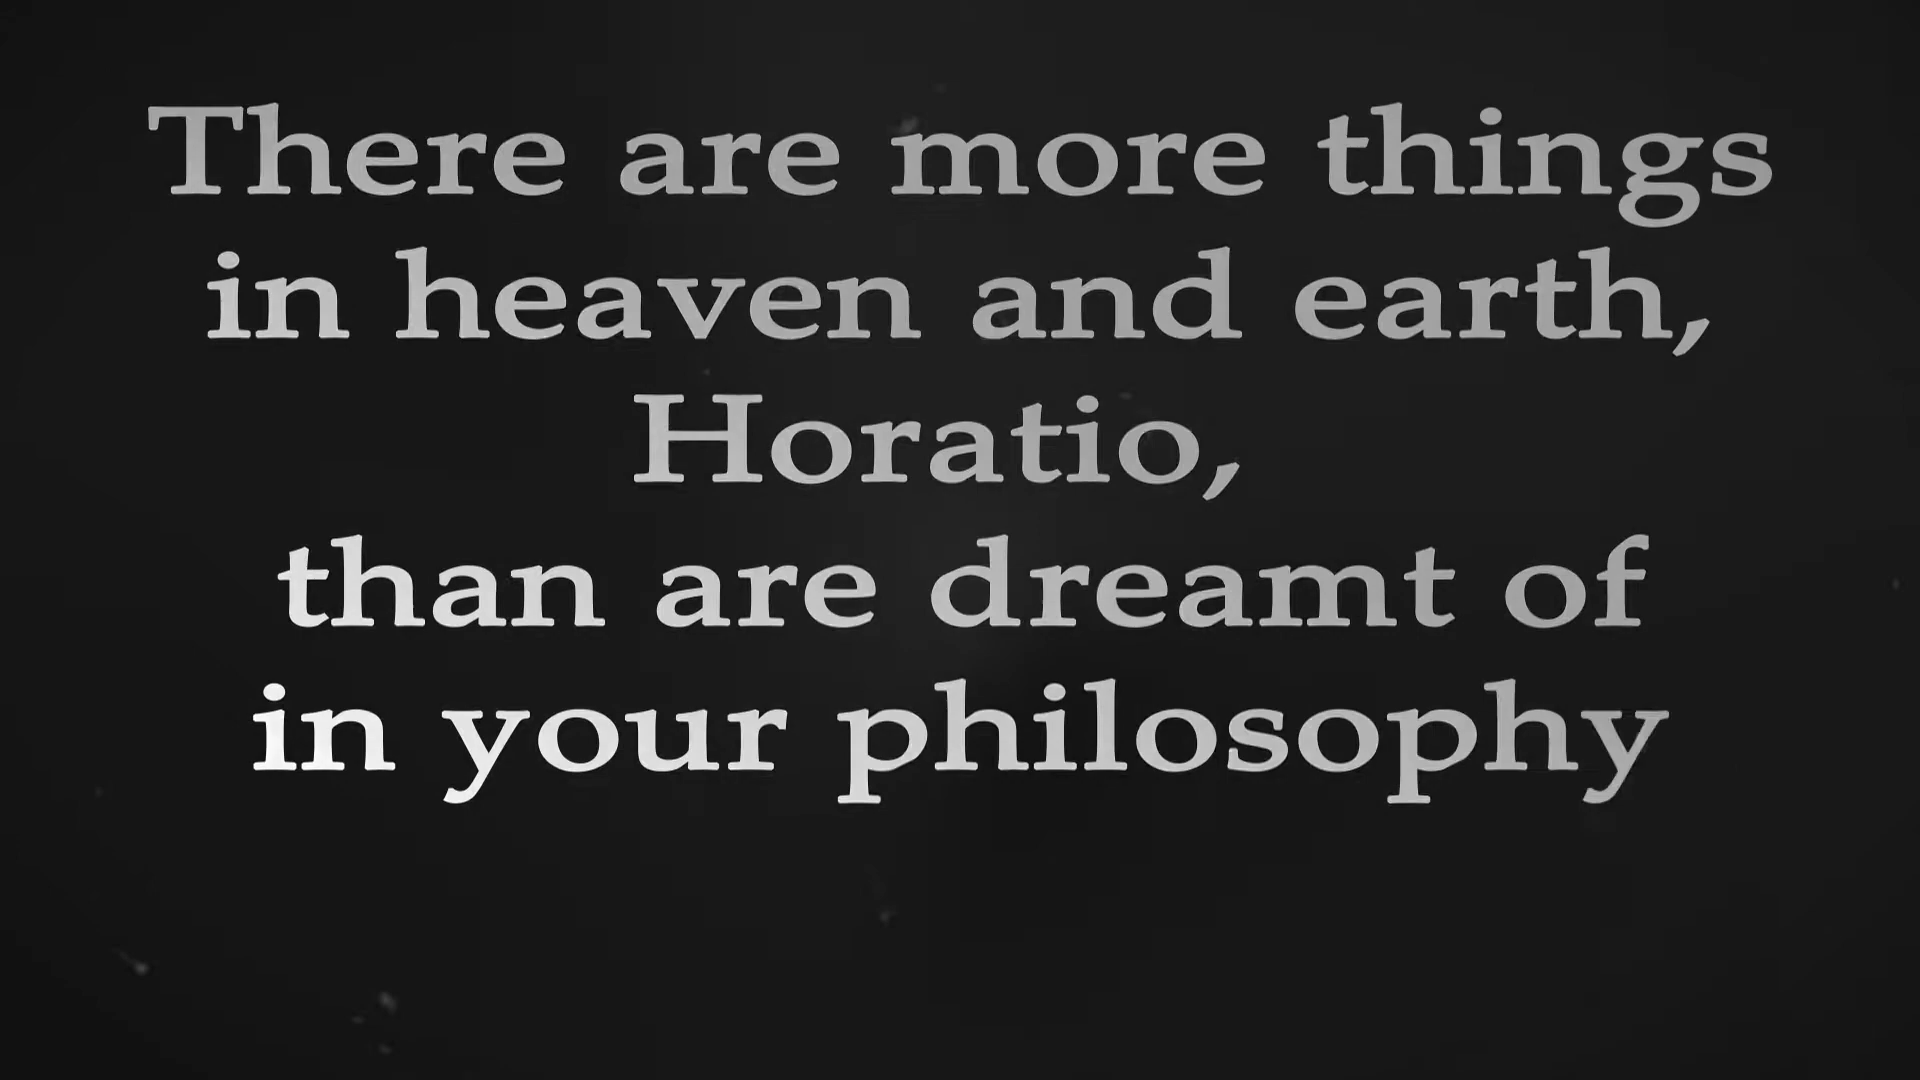 There are more things
in heaven and earth,
Horatio,
than are dreamt of
in your philosophy